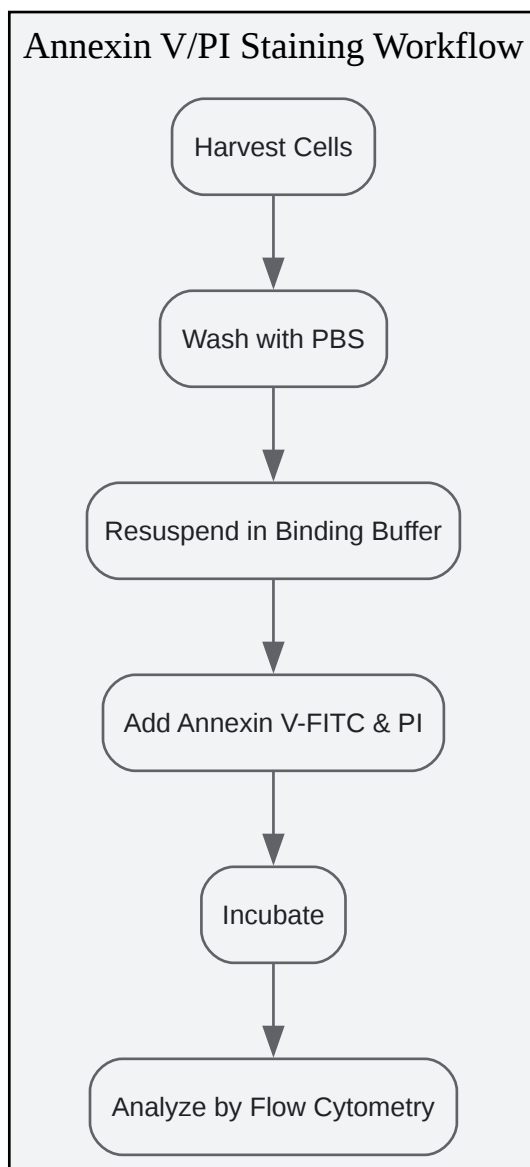 Annexin V/PI Staining Workflow
Harvest Cells
Wash with PBS
Resuspend in Binding Buffer
Add Annexin V-FITC & PI
Incubate
Analyze by Flow Cytometry